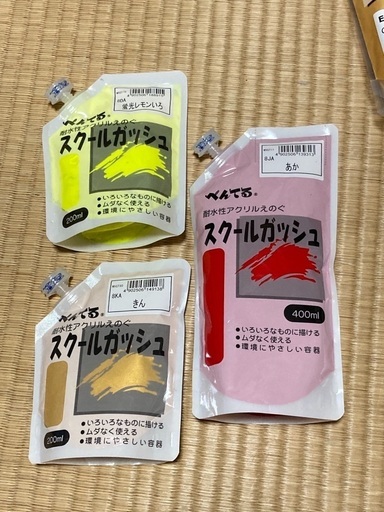 BDA
蛍光レモンいろ
ぺんてる®
耐水性アクリルえのぐ
スクールガッシュ
●いろいろなものに描ける
●ムダなく使える
●環境にやさしい容器
200ml
BJA
あか
ぺんてる®
耐水性アクリルえのぐ
スクールガッシュ
400ml
●いろいろなものに描ける
●ムダなく使える
●環境にやさしい容器
BKA
きん
ぺんてる®
耐水性アクリルえのぐ
スクールガッシュ
●いろいろなものに描ける
●ムダなく使える
●環境にやさしい容器
200ml